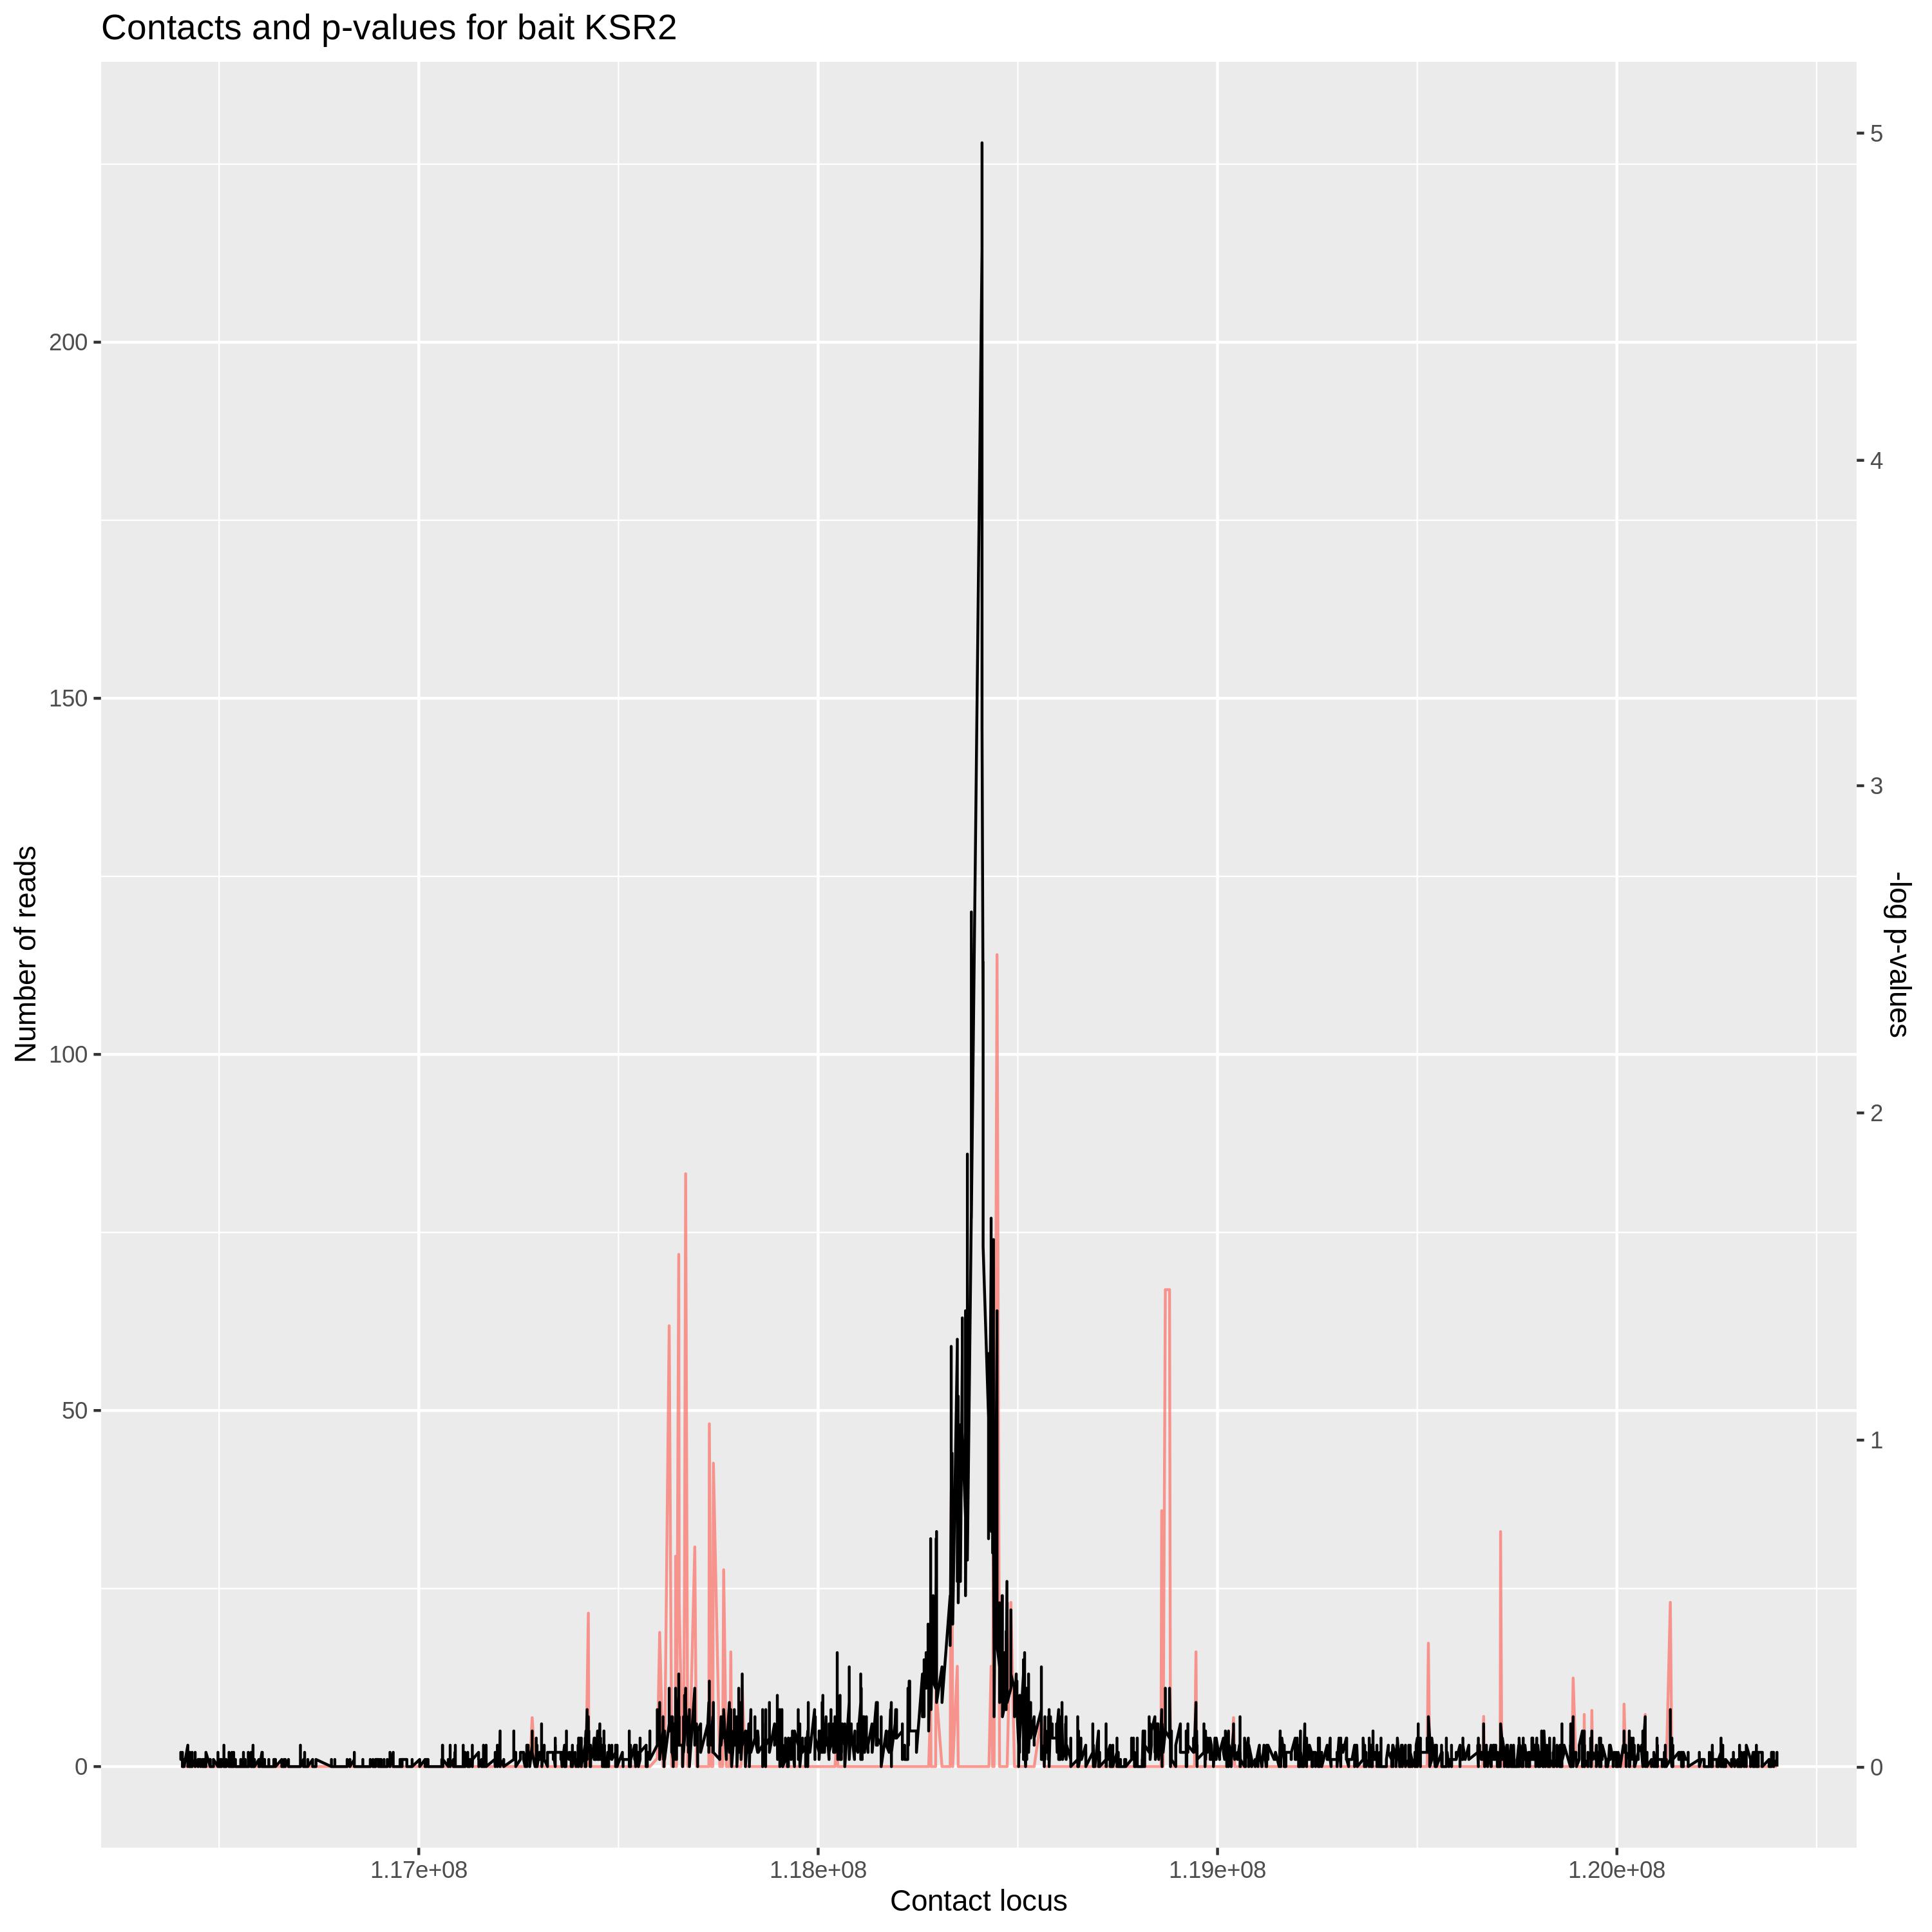 Contacts and p-values for bait KSR2
Number of reads
200
150
100
50
0
5
4
3
2
1
0
-log p-values
1.17e+08
1.18e+08
1.19e+08
1.20e+08
Contact locus